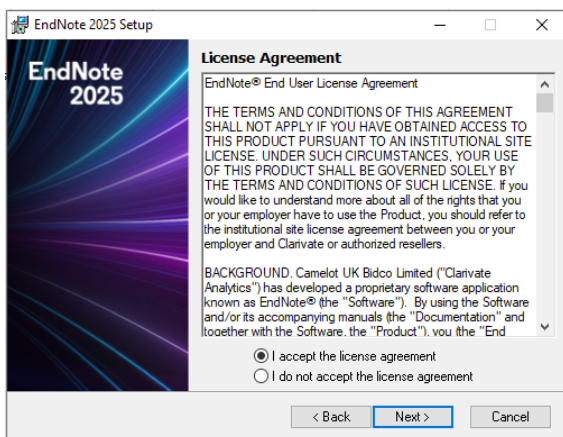 EndNote 2025 Setup
EndNote
2025
License Agreement
EndNote® End User License Agreement
THE TERMS AND CONDITIONS OF THIS AGREEMENT
SHALL NOT APPLY IF YOU HAVE OBTAINED ACCESS TO
THIS PRODUCT PURSUANT TO AN INSTITUTIONAL SITE
LICENSE. UNDER SUCH CIRCUMSTANCES, YOUR USE
OF THIS PRODUCT SHALL BE GOVERNED SOLELY BY
THE TERMS AND CONDITIONS OF SUCH LICENSE. If you
would like to understand more about all of the rights that you
or your employer have to use the Product, you should refer to
the institutional site license agreement between you or your
employer and Clarivate or authorized resellers.
BACKGROUND. Camelot UK Bidco Limited ("Clarivate
Analytics") has developed a proprietary software application
known as EndNote® (the "Software"). By using the Software
and/or its accompanying manuals (the "Documentation" and
together with the Software, the "Product"), you (the "End
I accept the license agreement
I do not accept the license agreement
< Back
Next >
Cancel